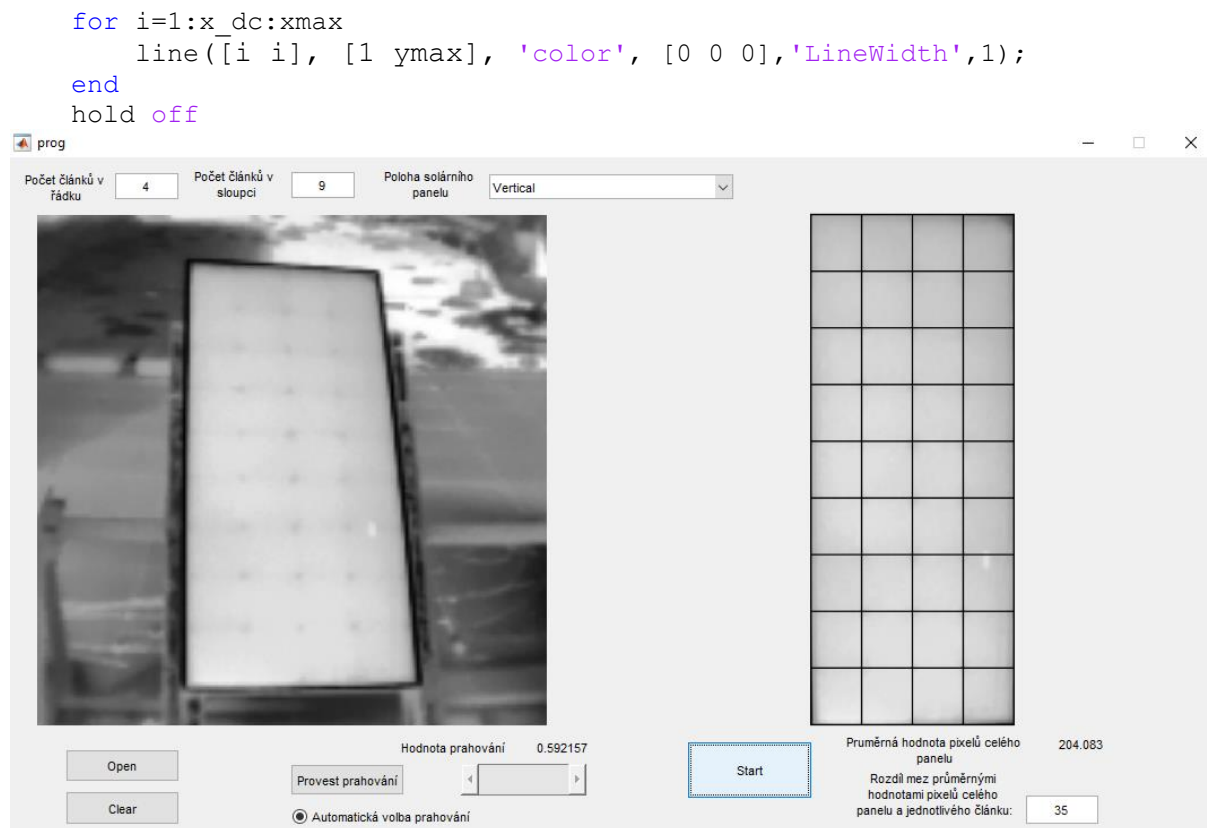 for i=1:x_dc:xmax
line([i i], [1 ymax], 'color', [0 0 0],'LineWidth',1);
end
hold off
prog
Počet článků v
řádku
4
Počet článků v
sloupci
9
Poloha solárního
panelu
Vertical
Hodnota prahování 0.592157
Open
Provest prahování
Clear
Automatická volba prahování
Start
Pruměrná hodnota pixelů celého
panelu
204.083
Rozdíl mez průměrnými
hodnotami pixelů celého
panelu a jednotlivého článku:
35